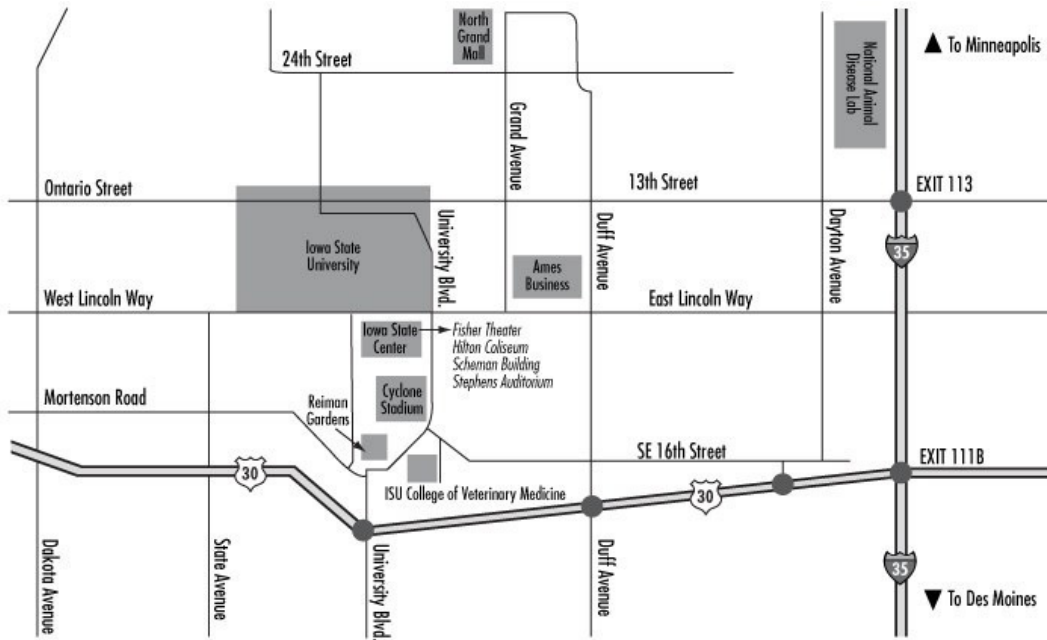 North
Grand
Mall
24th Street
National Animal
Disease Lab
▲ To Minneapolis
Grand Avenue
Ontario Street
13th Street
EXIT 113
Iowa State
University
University Blvd.
Duff Avenue
Dayton Avenue
35
Ames
Business
West Lincoln Way
East Lincoln Way
Iowa State
Center
Fisher Theater
Hilton Coliseum
Scheman Building
Stephens Auditorium
Cyclone
Stadium
Mortenson Road
Reiman
Gardens
SE 16th Street
EXIT 111B
30
ISU College of Veterinary Medicine
30
Dakota Avenue
State Avenue
University Blvd.
Duff Avenue
35
▼ To Des Moines